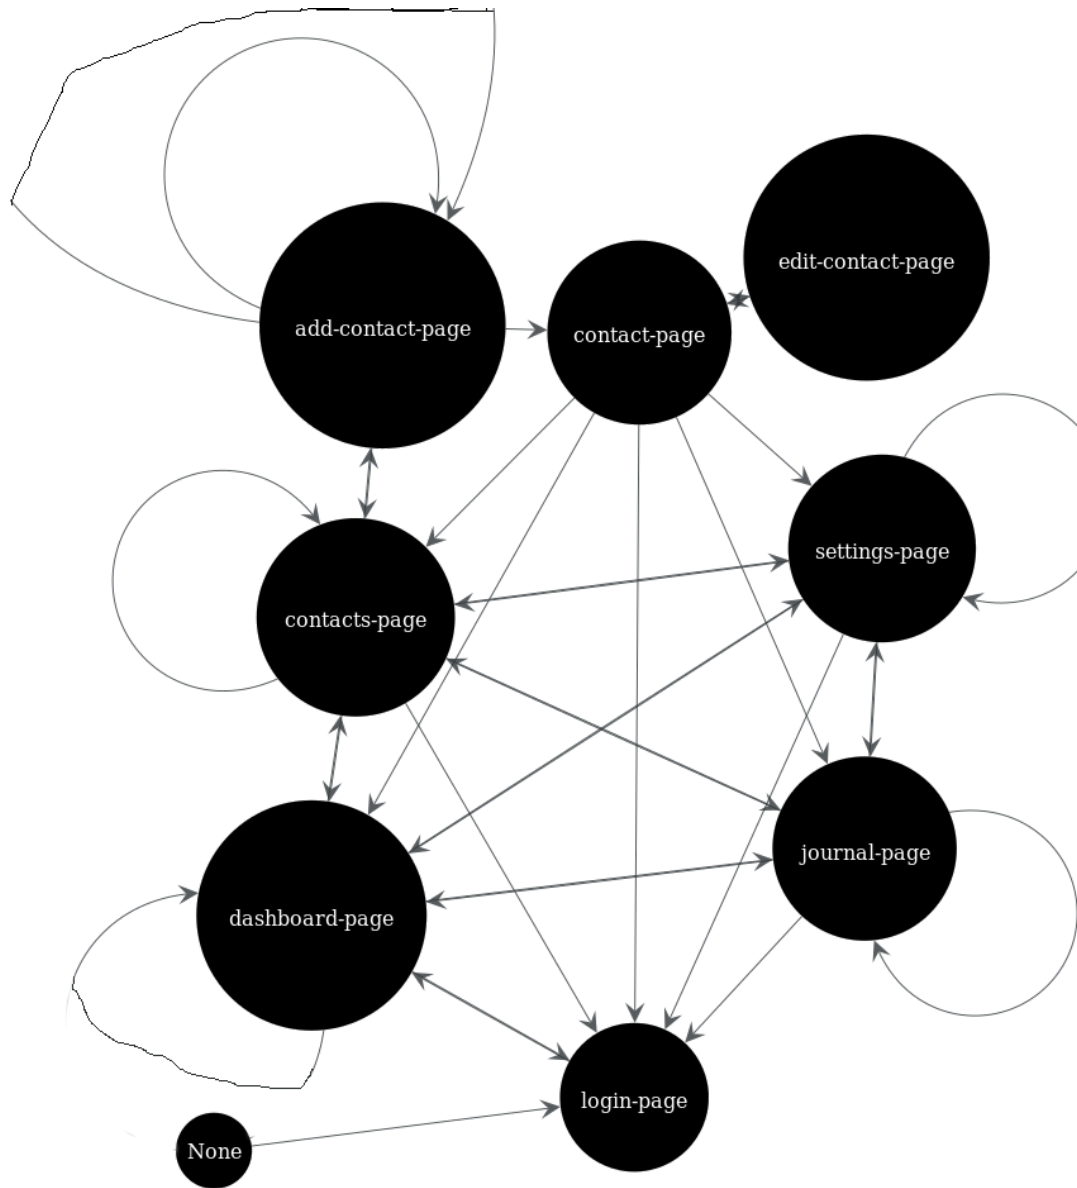 edit-contact-page
add-contact-page
contact-page
settings-page
contacts-page
journal-page
dashboard-page
login-page
None